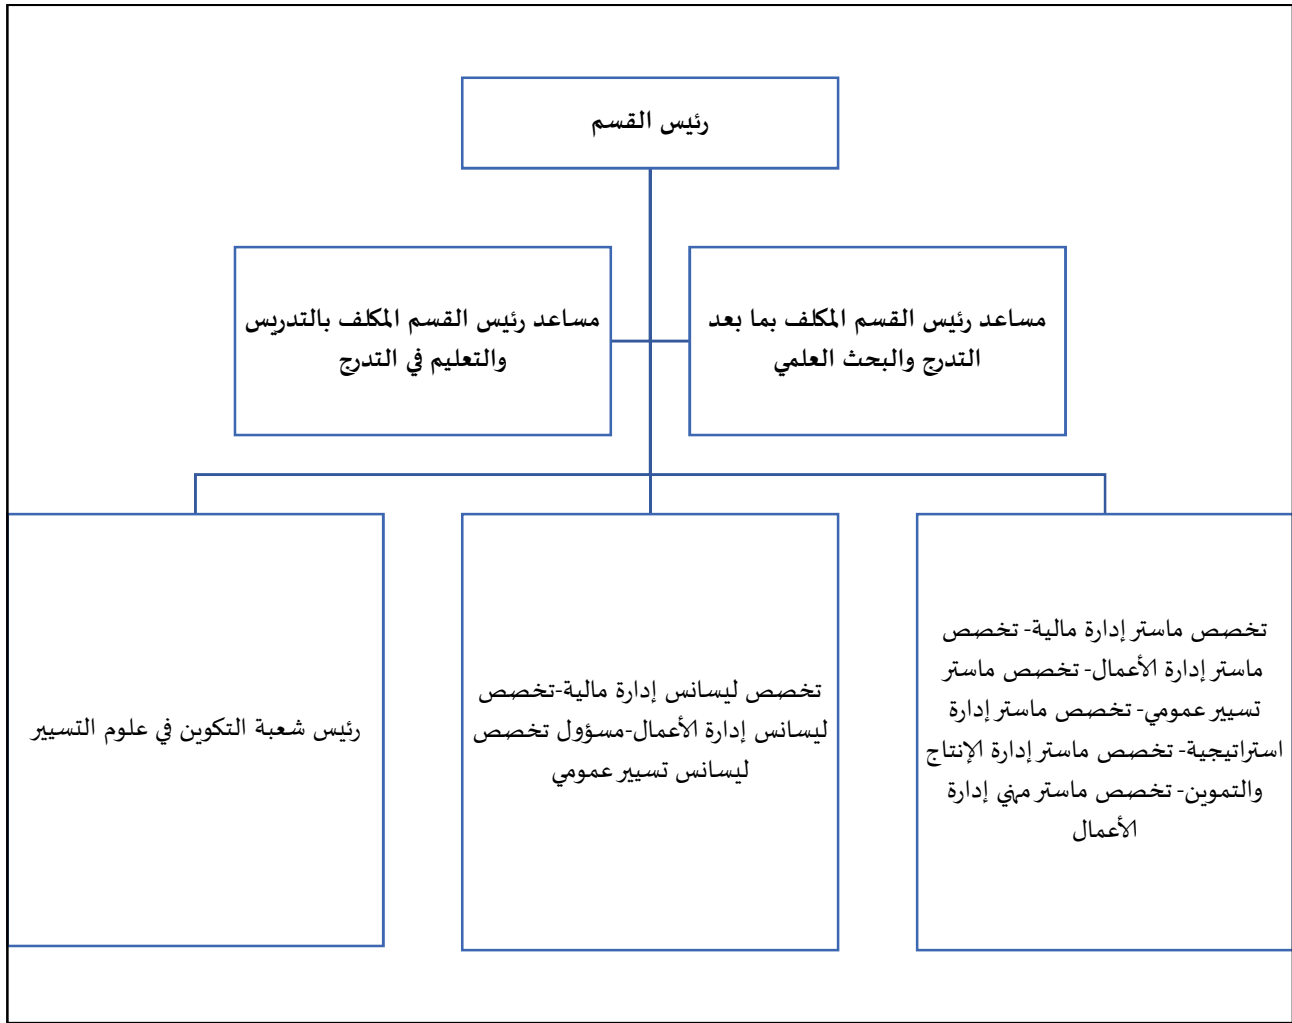 رئيس القسم
مساعد رئيس القسم المكلف بما بعد
التدرج والبحث العلمي
مساعد رئيس القسم المكلف بالتدريس
والتعليم في التدرج
تخصص ماستر إدارة مالية- تخصص
ماستر إدارة الأعمال- تخصص ماستر
تسيير عمومي- تخصص ماستر إدارة
استراتيجية- تخصص ماستر إدارة الإنتاج
والتموين- تخصص ماستر مهني إدارة
الأعمال
تخصص ليسانس إدارة مالية-تخصص
ليسانس إدارة الأعمال-مسؤول تخصص
ليسانس تسيير عمومي
رئيس شعبة التكوين في علوم التسيير